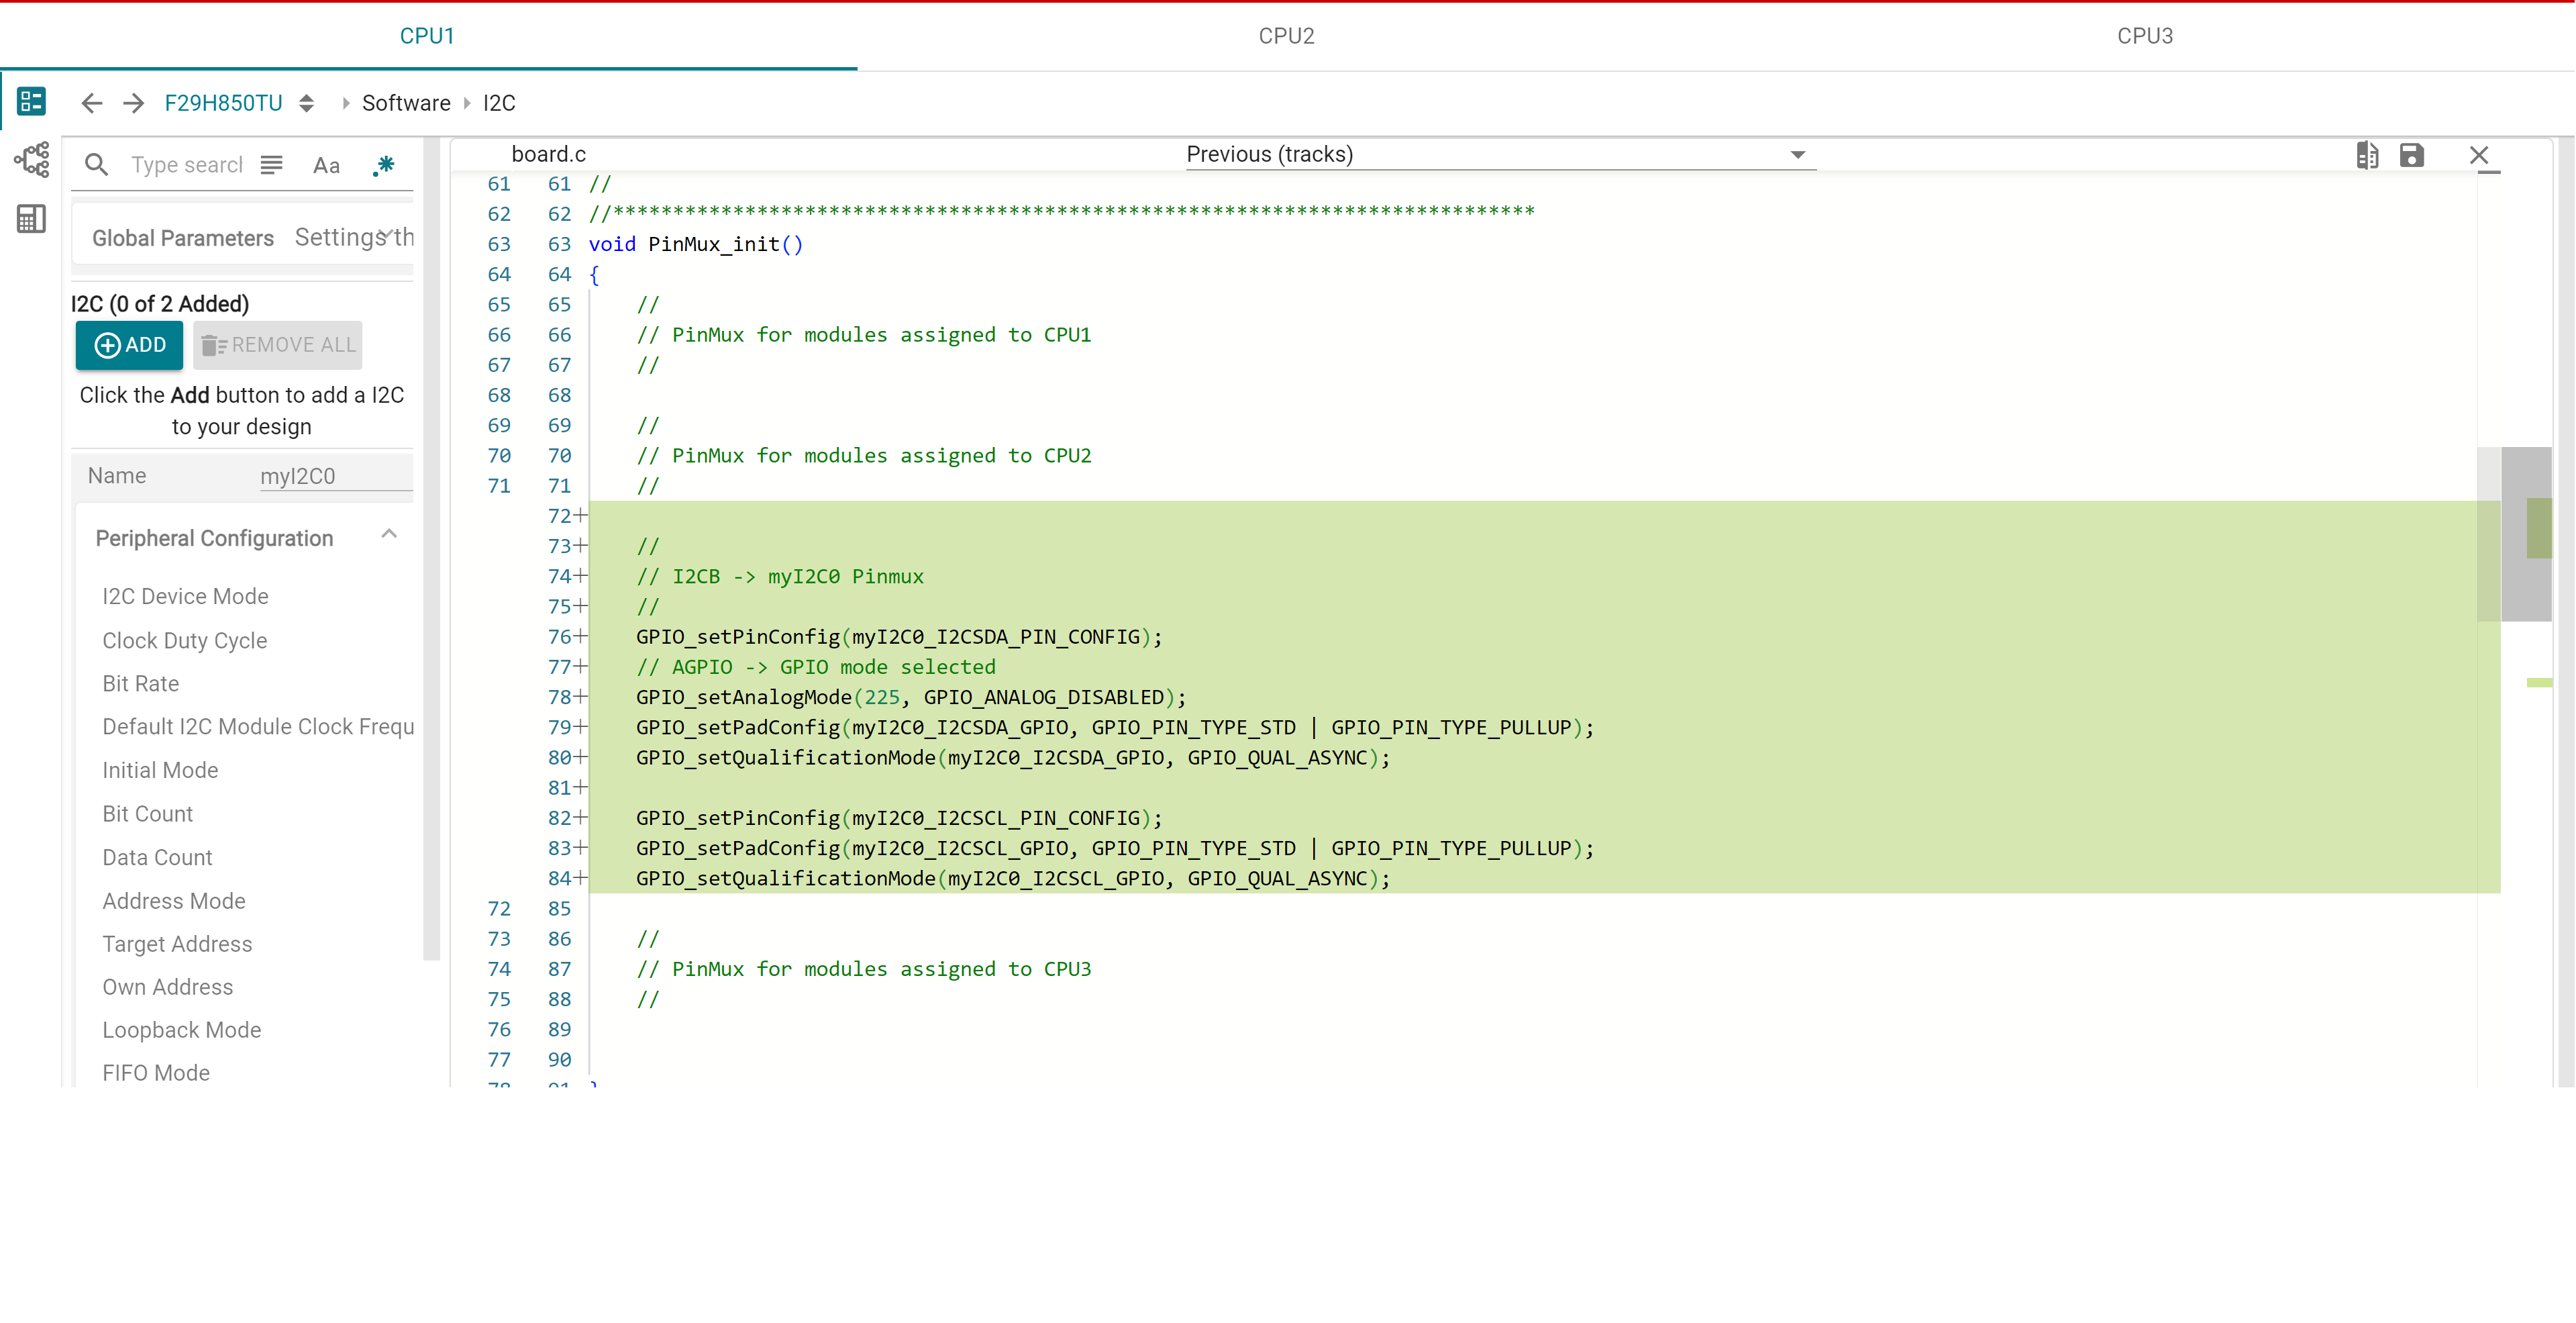 CPU1 CPU2 CPU3
F29H850TU Software I2C
Type search Aa .*
Global Parameters Settings th
I2C (0 of 2 Added)
ADD REMOVE ALL
Click the Add button to add a I2C
to your design
Name myI2C0
Peripheral Configuration
I2C Device Mode
Clock Duty Cycle
Bit Rate
Default I2C Module Clock Frequ
Initial Mode
Bit Count
Data Count
Address Mode
Target Address
Own Address
Loopback Mode
FIFO Mode
board.c Previous (tracks)
61 61 //
62 62 //*****************************************************************************
63 63 void PinMux_init()
64 64 {
65 65 //
66 66 // PinMux for modules assigned to CPU1
67 67 //
68 68
69 69 //
70 70 // PinMux for modules assigned to CPU2
71 71 //
72+
73+ //
74+ // I2CB -> myI2C0 Pinmux
75+ //
76+ GPIO_setPinConfig(myI2C0_I2CSDA_PIN_CONFIG);
77+ // AGPIO -> GPIO mode selected
78+ GPIO_setAnalogMode(225, GPIO_ANALOG_DISABLED);
79+ GPIO_setPadConfig(myI2C0_I2CSDA_GPIO, GPIO_PIN_TYPE_STD | GPIO_PIN_TYPE_PULLUP);
80+ GPIO_setQualificationMode(myI2C0_I2CSDA_GPIO, GPIO_QUAL_ASYNC);
81+
82+ GPIO_setPinConfig(myI2C0_I2CSCL_PIN_CONFIG);
83+ GPIO_setPadConfig(myI2C0_I2CSCL_GPIO, GPIO_PIN_TYPE_STD | GPIO_PIN_TYPE_PULLUP);
84+ GPIO_setQualificationMode(myI2C0_I2CSCL_GPIO, GPIO_QUAL_ASYNC);
72 85
73 86 //
74 87 // PinMux for modules assigned to CPU3
75 88 //
76 89
77 90
78 91 }